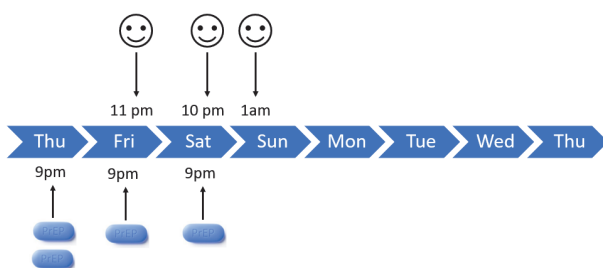 11 pm 10 pm 1am
Thu Fri Sat Sun Mon Tue Wed Thu
9pm 9pm 9pm
PrEP PrEP PrEP
PrEP